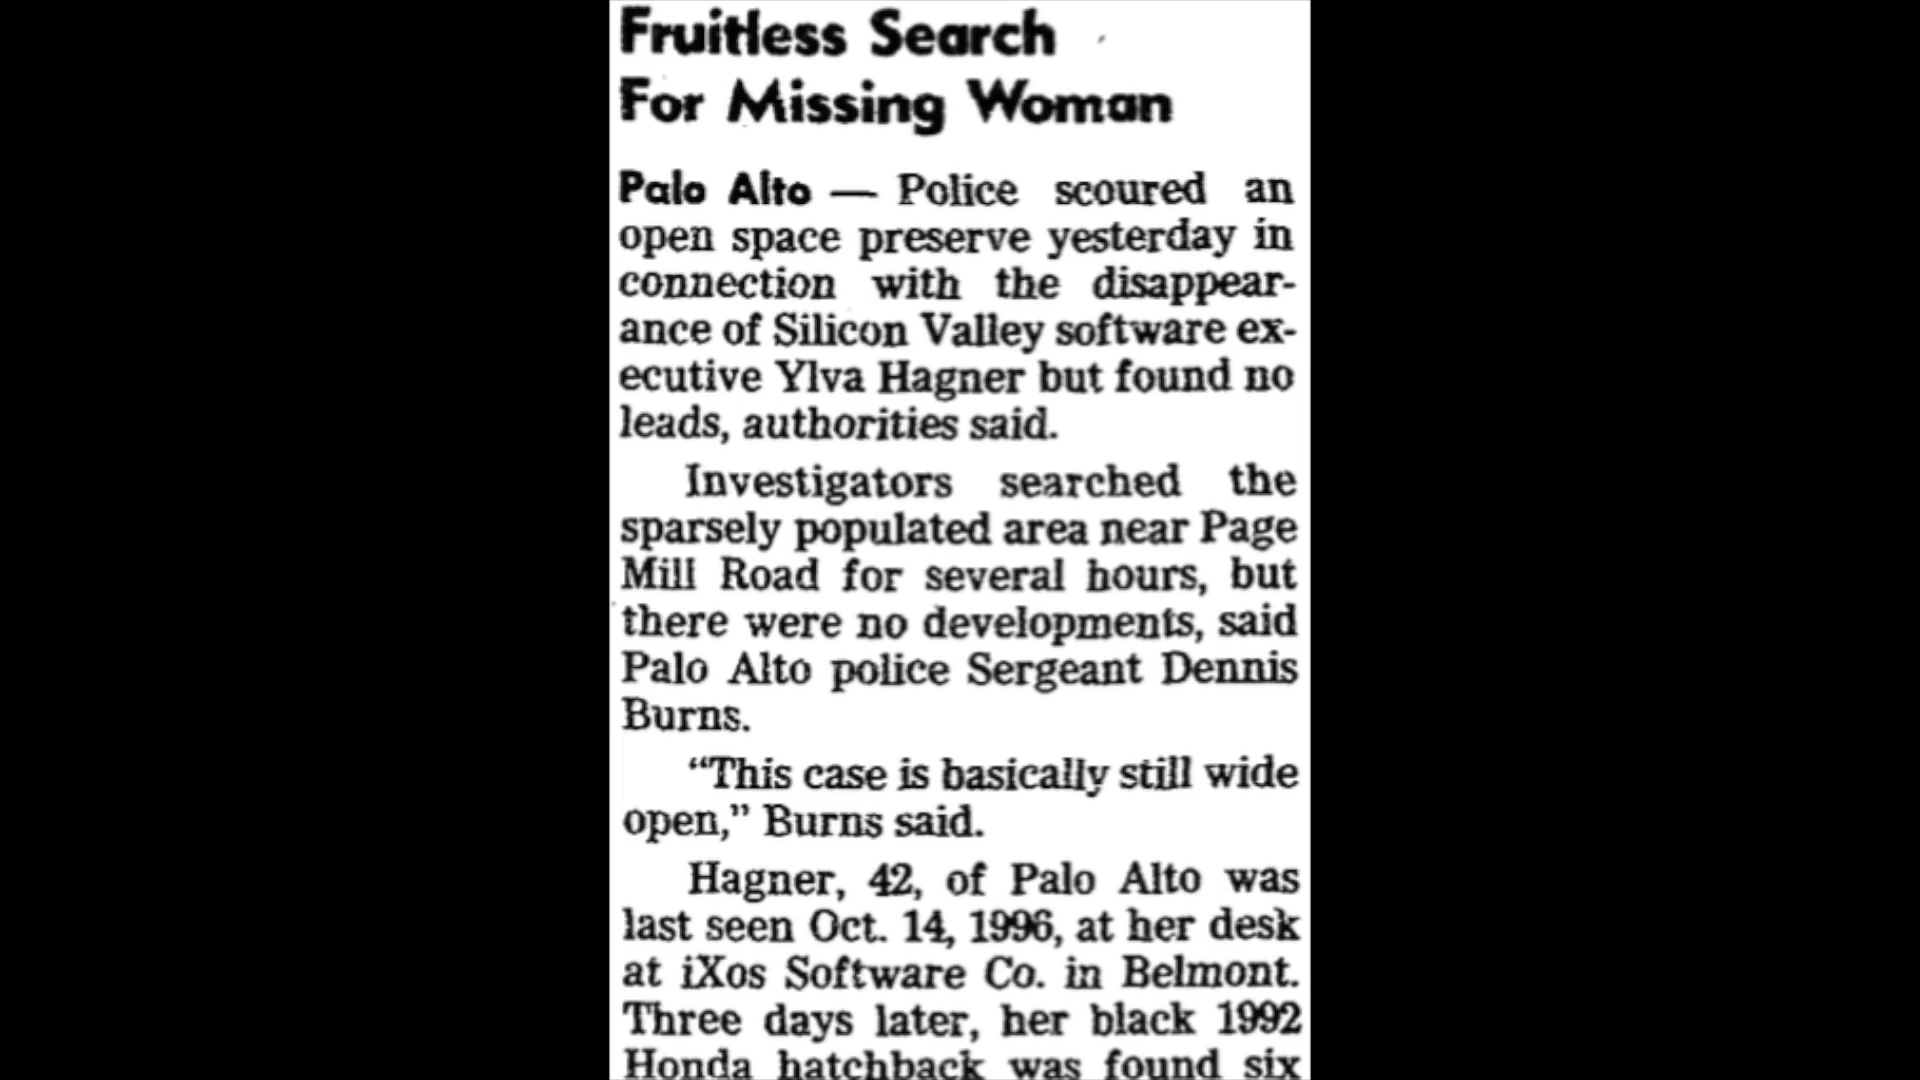 Fruitless Search
For Missing Woman
Palo Alto — Police scoured an
open space preserve yesterday in
connection with the disappear-
ance of Silicon Valley software ex-
ecutive Ylva Hagner but found no
leads, authorities said.
Investigators searched the
sparsely populated area near Page
Mill Road for several hours, but
there were no developments, said
Palo Alto police Sergeant Dennis
Burns.
“This case is basically still wide
open,” Burns said.
Hagner, 42, of Palo Alto was
last seen Oct. 14, 1996, at her desk
at iXos Software Co. in Belmont.
Three days later, her black 1992
Honda hatchback was found six